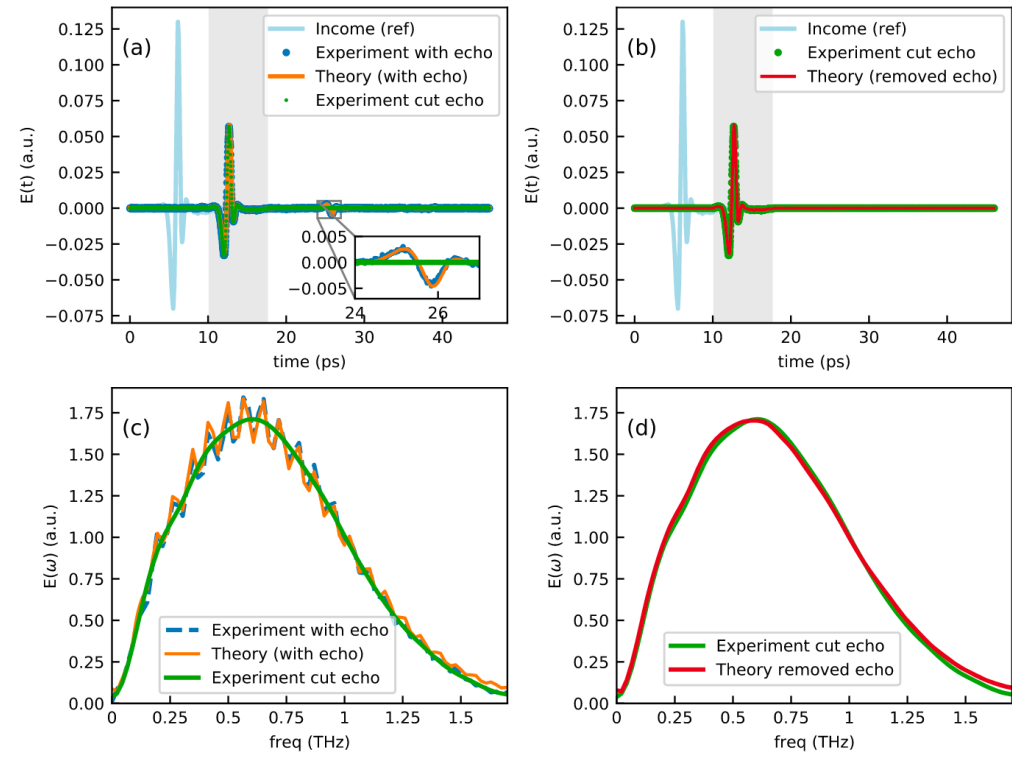 (a)
Income (ref)
Experiment with echo
Theory (with echo)
Experiment cut echo
E(t) (a.u.)
0.125
0.100
0.075
0.050
0.025
0.000
−0.025
−0.050
−0.075
0.005
0.000
−0.005
24
26
0
10
20
30
40
time (ps)
(b)
Income (ref)
Experiment cut echo
Theory (removed echo)
E(t) (a.u.)
0.125
0.100
0.075
0.050
0.025
0.000
−0.025
−0.050
−0.075
0
10
20
30
40
time (ps)
(c)
E(ω) (a.u.)
1.75
1.50
1.25
1.00
0.75
0.50
0.25
0.00
Experiment with echo
Theory (with echo)
Experiment cut echo
0
0.25
0.5
0.75
1
1.25
1.5
freq (THz)
(d)
E(ω) (a.u.)
1.75
1.50
1.25
1.00
0.75
0.50
0.25
0.00
Experiment cut echo
Theory removed echo
0
0.25
0.5
0.75
1
1.25
1.5
freq (THz)